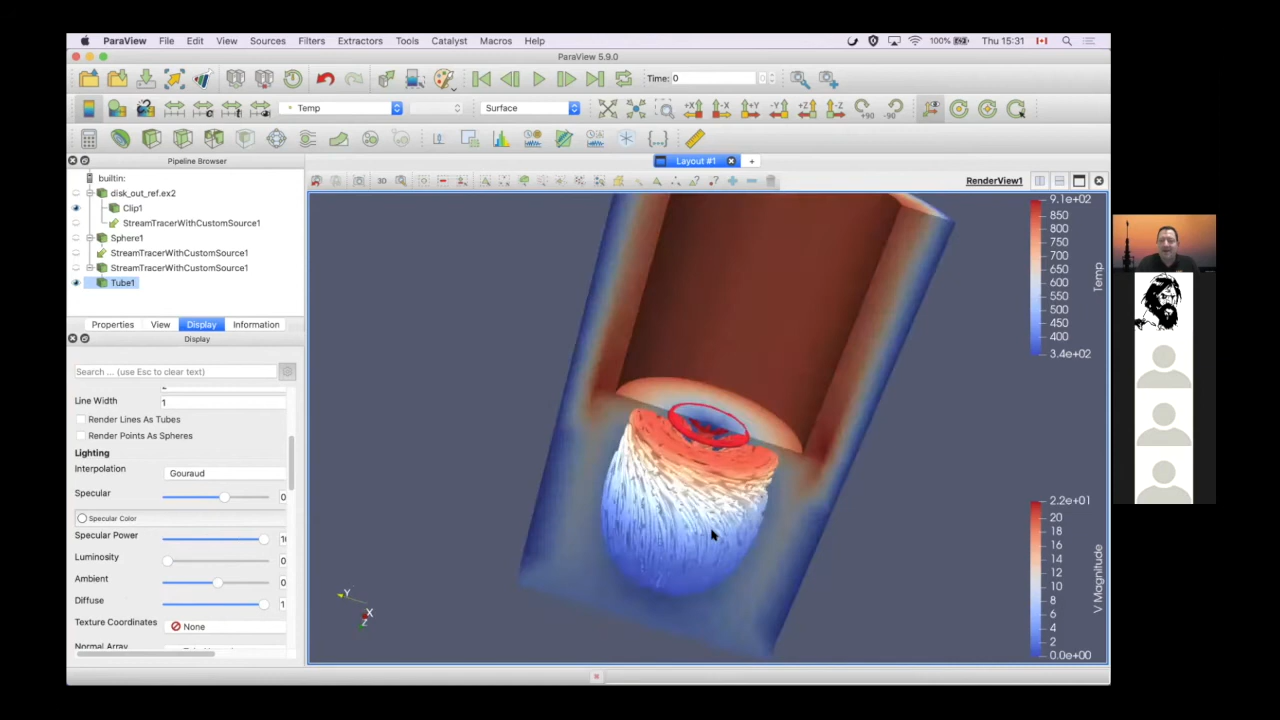 ParaView File Edit View Sources Filters Extractors Tools Catalyst Macros Help 100% Thu 15:31
ParaView 5.9.0
Time: 0
Temp Surface +X -X +Y -Y +Z -Z +90 -90
Pipeline Browser
Layout #1 +
builtin:
3D RenderView1
disk_out_ref.ex2
Clip1
StreamTracerWithCustomSource1
Sphere1
StreamTracerWithCustomSource1
StreamTracerWithCustomSource1
Tube1
Properties View Display Information
Display
Search ... (use Esc to clear text)
Line Width 1
Render Lines As Tubes
Render Points As Spheres
Lighting
Interpolation Gouraud
Specular 0
Specular Color
Specular Power
Luminosity 0
Ambient 0
Diffuse 1
Texture Coordinates None
Normal Array
9.1e+02
850
800
750
700
650
600
550
500
450
400
3.4e+02
Temp
2.2e+01
20
18
16
14
12
10
8
6
4
2
0.0e+00
V Magnitude
Y
X
Z